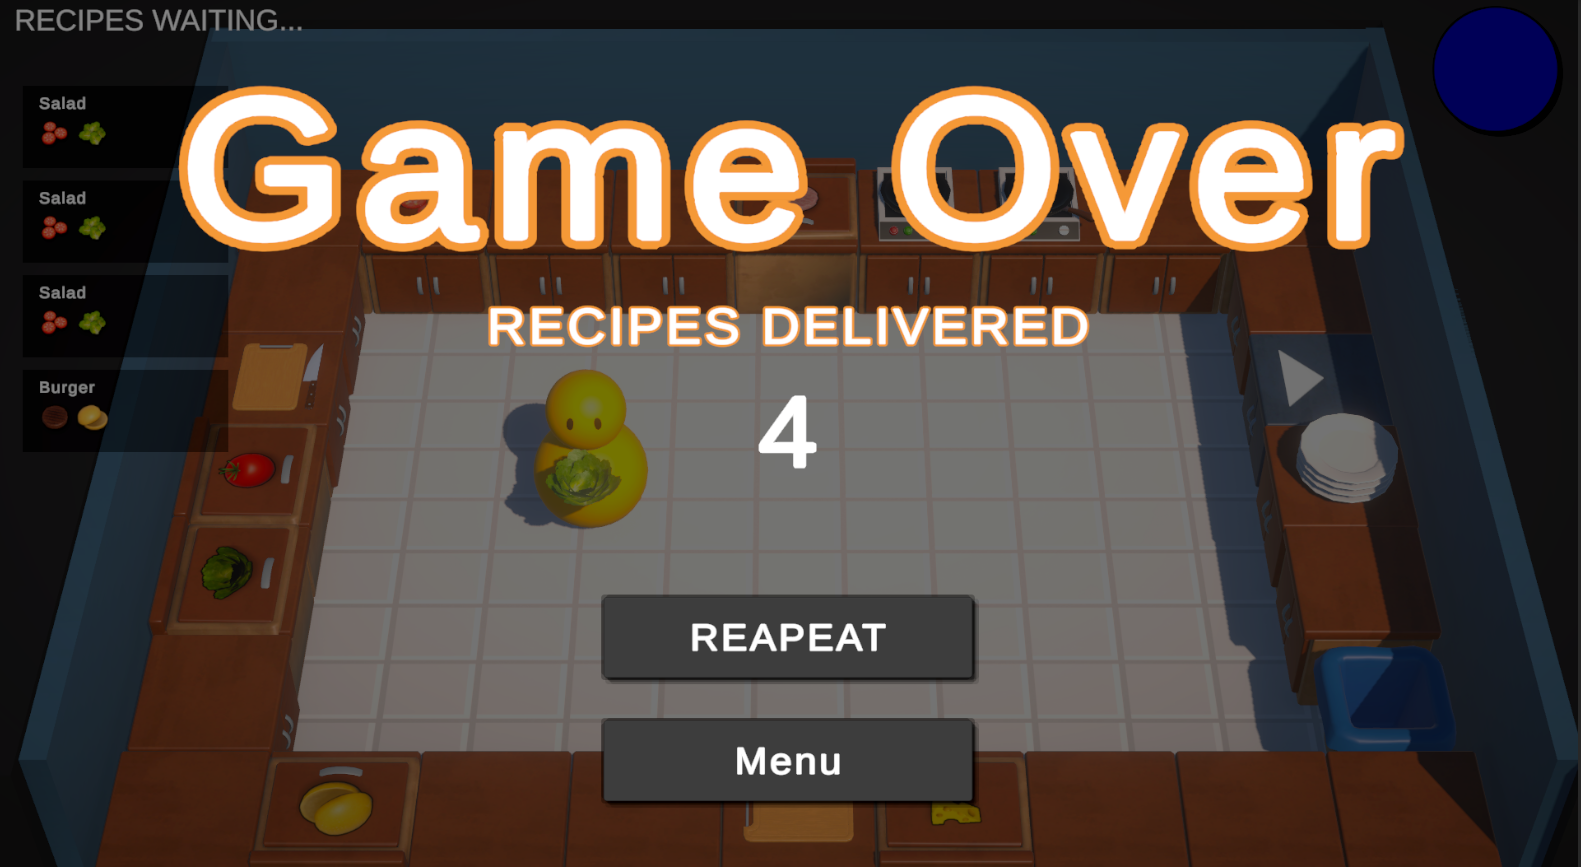 RECIPES WAITING...
Salad
Salad
Salad
Burger
Game Over
RECIPES DELIVERED
4
REAPEAT
Menu